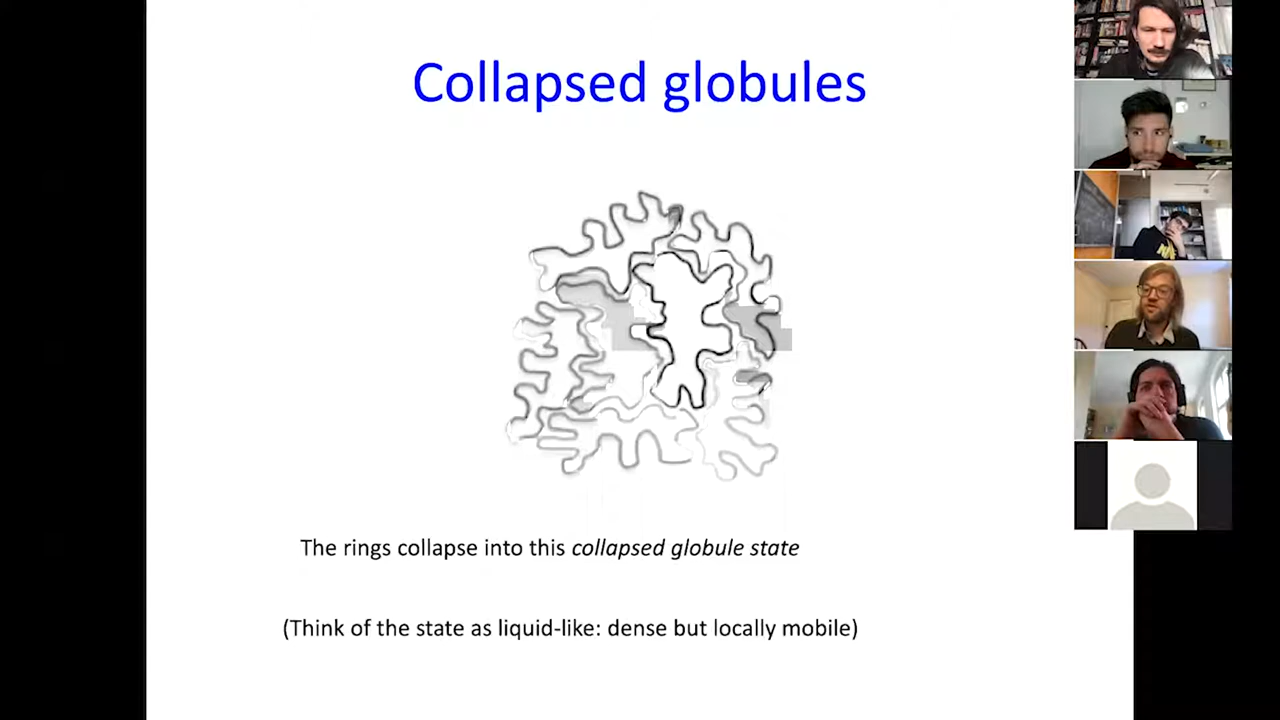 Collapsed globules
The rings collapse into this collapsed globule state
(Think of the state as liquid-like: dense but locally mobile)